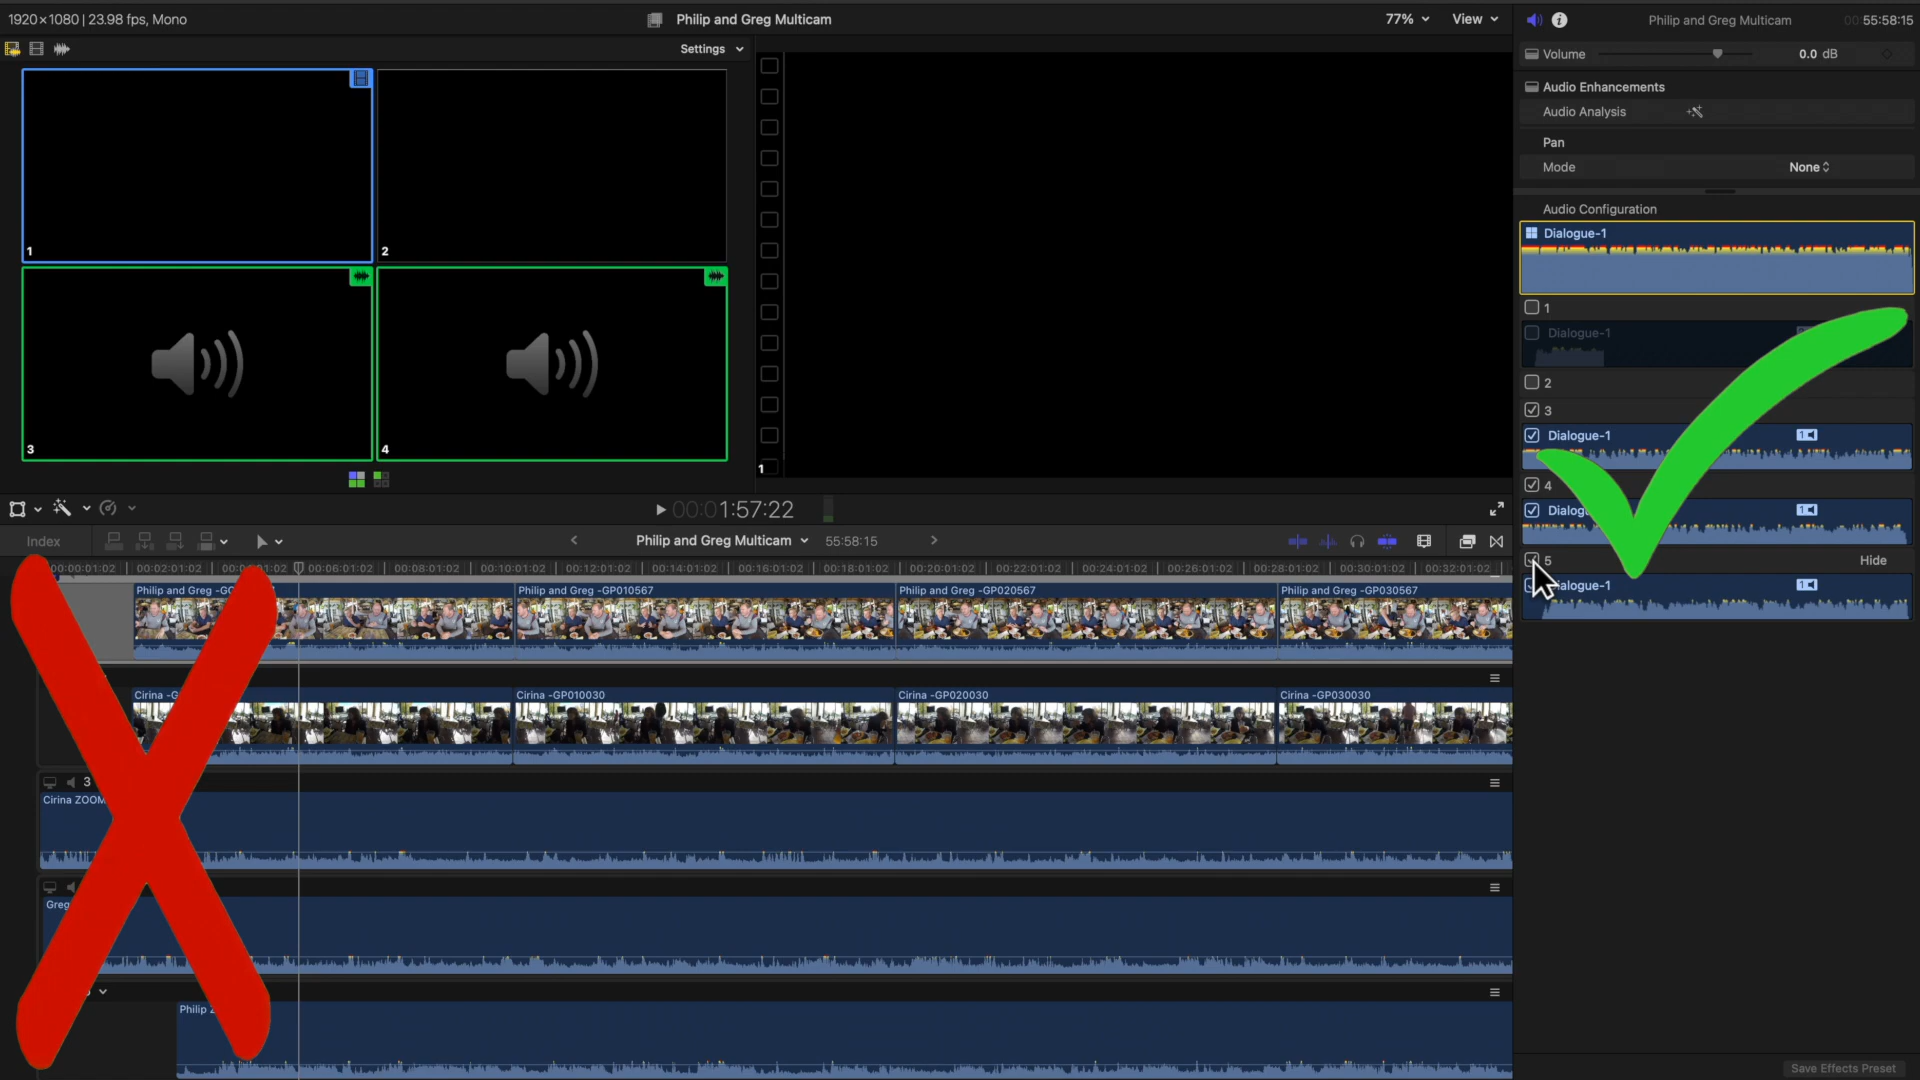 1920×1080 | 23.98 fps, Mono
Philip and Greg Multicam
77%
View
Philip and Greg Multicam
00:55:58:15
Settings
Volume
0.0 dB
Audio Enhancements
Audio Analysis
Pan
Mode
None
Audio Configuration
Dialogue-1
1
Dialogue-1
2
3
Dialogue-1
4
Dialog
5
Hide
ialogue-1
1
2
3
4
1
00:00:01:57:22
Index
Philip and Greg Multicam
55:58:15
00:00:01:02
00:02:01:02
00:06:01:02
00:08:01:02
00:10:01:02
00:12:01:02
00:14:01:02
00:16:01:02
00:18:01:02
00:20:01:02
00:22:01:02
00:24:01:02
00:26:01:02
00:28:01:02
00:30:01:02
00:32:01:02
Philip and Greg -GO
Philip and Greg -GP010567
Philip and Greg -GP020567
Philip and Greg -GP030567
Cirina -G
Cirina -GP010030
Cirina -GP020030
Cirina -GP030030
3
Cirina ZOOM
Greg
Philip
Save Effects Preset